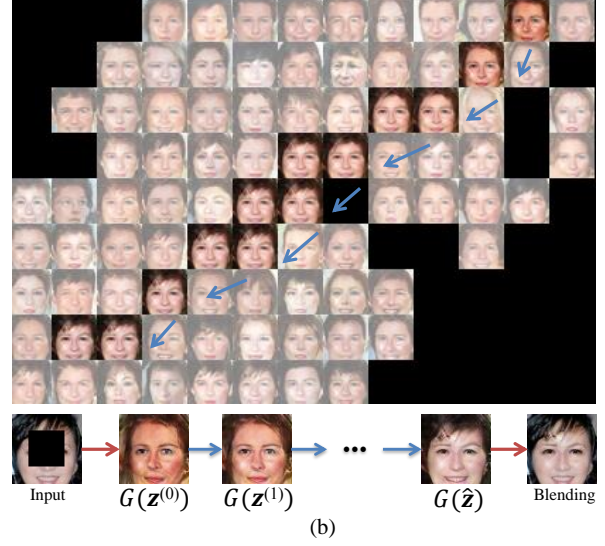 Input G(𝒛⁽⁰⁾) G(𝒛⁽¹⁾) ••• G(𝒛̂) Blending
(b)